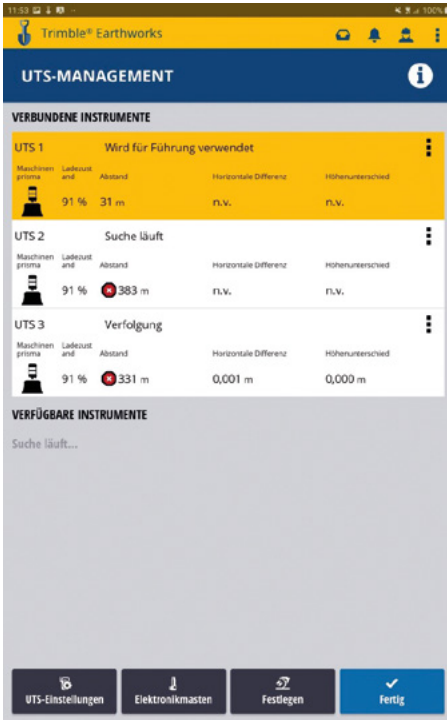 11:53
100%
Trimble® Earthworks
UTS-MANAGEMENT
VERBUNDENE INSTRUMENTE
UTS 1 Wird für Führung verwendet
Maschinen prisma Ladezust and Abstand Horizontale Differenz Höhenunterschied
91 % 31 m n.v. n.v.
UTS 2 Suche läuft
Maschinen prisma Ladezust and Abstand Horizontale Differenz Höhenunterschied
91 % 383 m n.v. n.v.
UTS 3 Verfolgung
Maschinen prisma Ladezust and Abstand Horizontale Differenz Höhenunterschied
91 % 331 m 0,001 m 0,000 m
VERFÜGBARE INSTRUMENTE
Suche läuft...
UTS-Einstellungen Elektronikmasten Festlegen Fertig